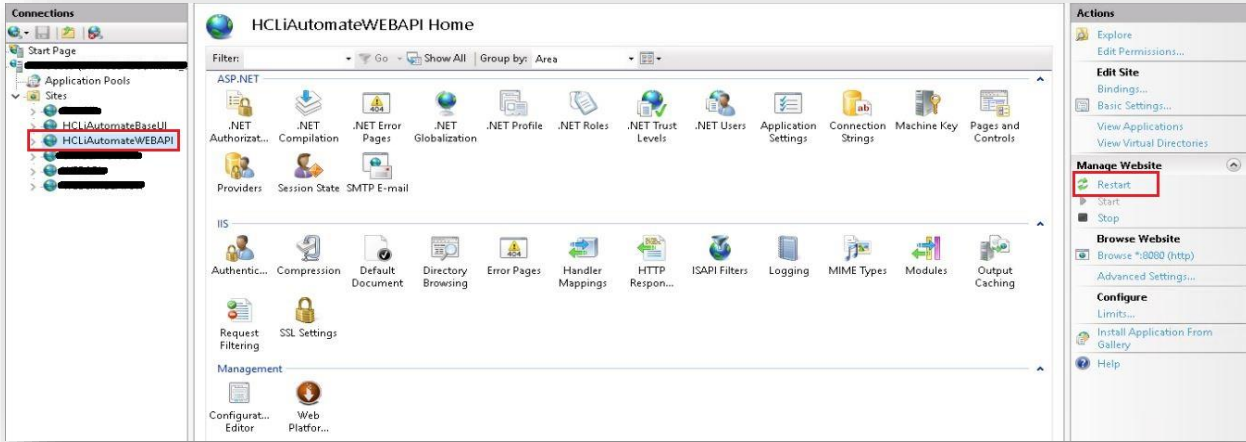 Connections
Start Page
Application Pools
Sites
HCLiAutomateBaseUI
HCLiAutomateWEBAPI
HCLiAutomateWEBAPI Home
Filter: Go Show All Group by: Area
ASP.NET
.NET Authorizat...
.NET Compilation
.NET Error Pages
404
.NET Globalization
.NET Profile
.NET Roles
.NET Trust Levels
.NET Users
Application Settings
ab
Connection Strings
Machine Key
Pages and Controls
Providers
Session State
SMTP E-mail
IIS
Authentic...
Compression
Default Document
Directory Browsing
404
Error Pages
Handler Mappings
HTTP Respon...
ISAPI Filters
Logging
MIME Types
Modules
Output Caching
Request Filtering
SSL Settings
Management
Configurat... Editor
Web Platfor...
Actions
Explore
Edit Permissions...
Edit Site
Bindings...
Basic Settings...
View Applications
View Virtual Directories
Manage Website
Restart
Start
Stop
Browse Website
Browse *:8080 (http)
Advanced Settings...
Configure
Limits...
Install Application From
Gallery
Help